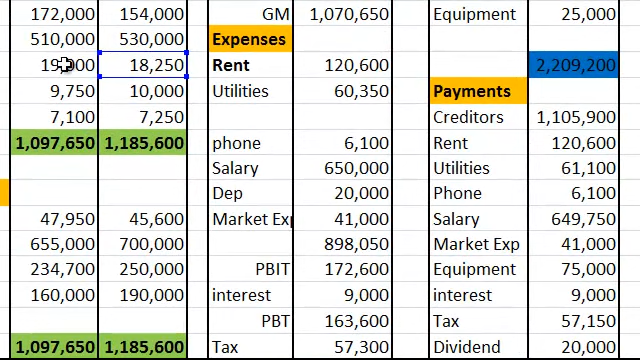 172,000 154,000 GM 1,070,650 Equipment 25,000
510,000 530,000 Expenses
18,250 Rent 120,600 2,209,200
9,750 10,000 Utilities 60,350 Payments
7,100 7,250 Creditors 1,105,900
1,097,650 1,185,600 phone 6,100 Rent 120,600
Salary 650,000 Utilities 61,100
Dep 20,000 Phone 6,100
47,950 45,600 Market Exp 41,000 Salary 649,750
655,000 700,000 898,050 Market Exp 41,000
234,700 250,000 PBIT 172,600 Equipment 75,000
160,000 190,000 interest 9,000 interest 9,000
PBT 163,600 Tax 57,150
1,097,650 1,185,600 Tax 57,300 Dividend 20,000